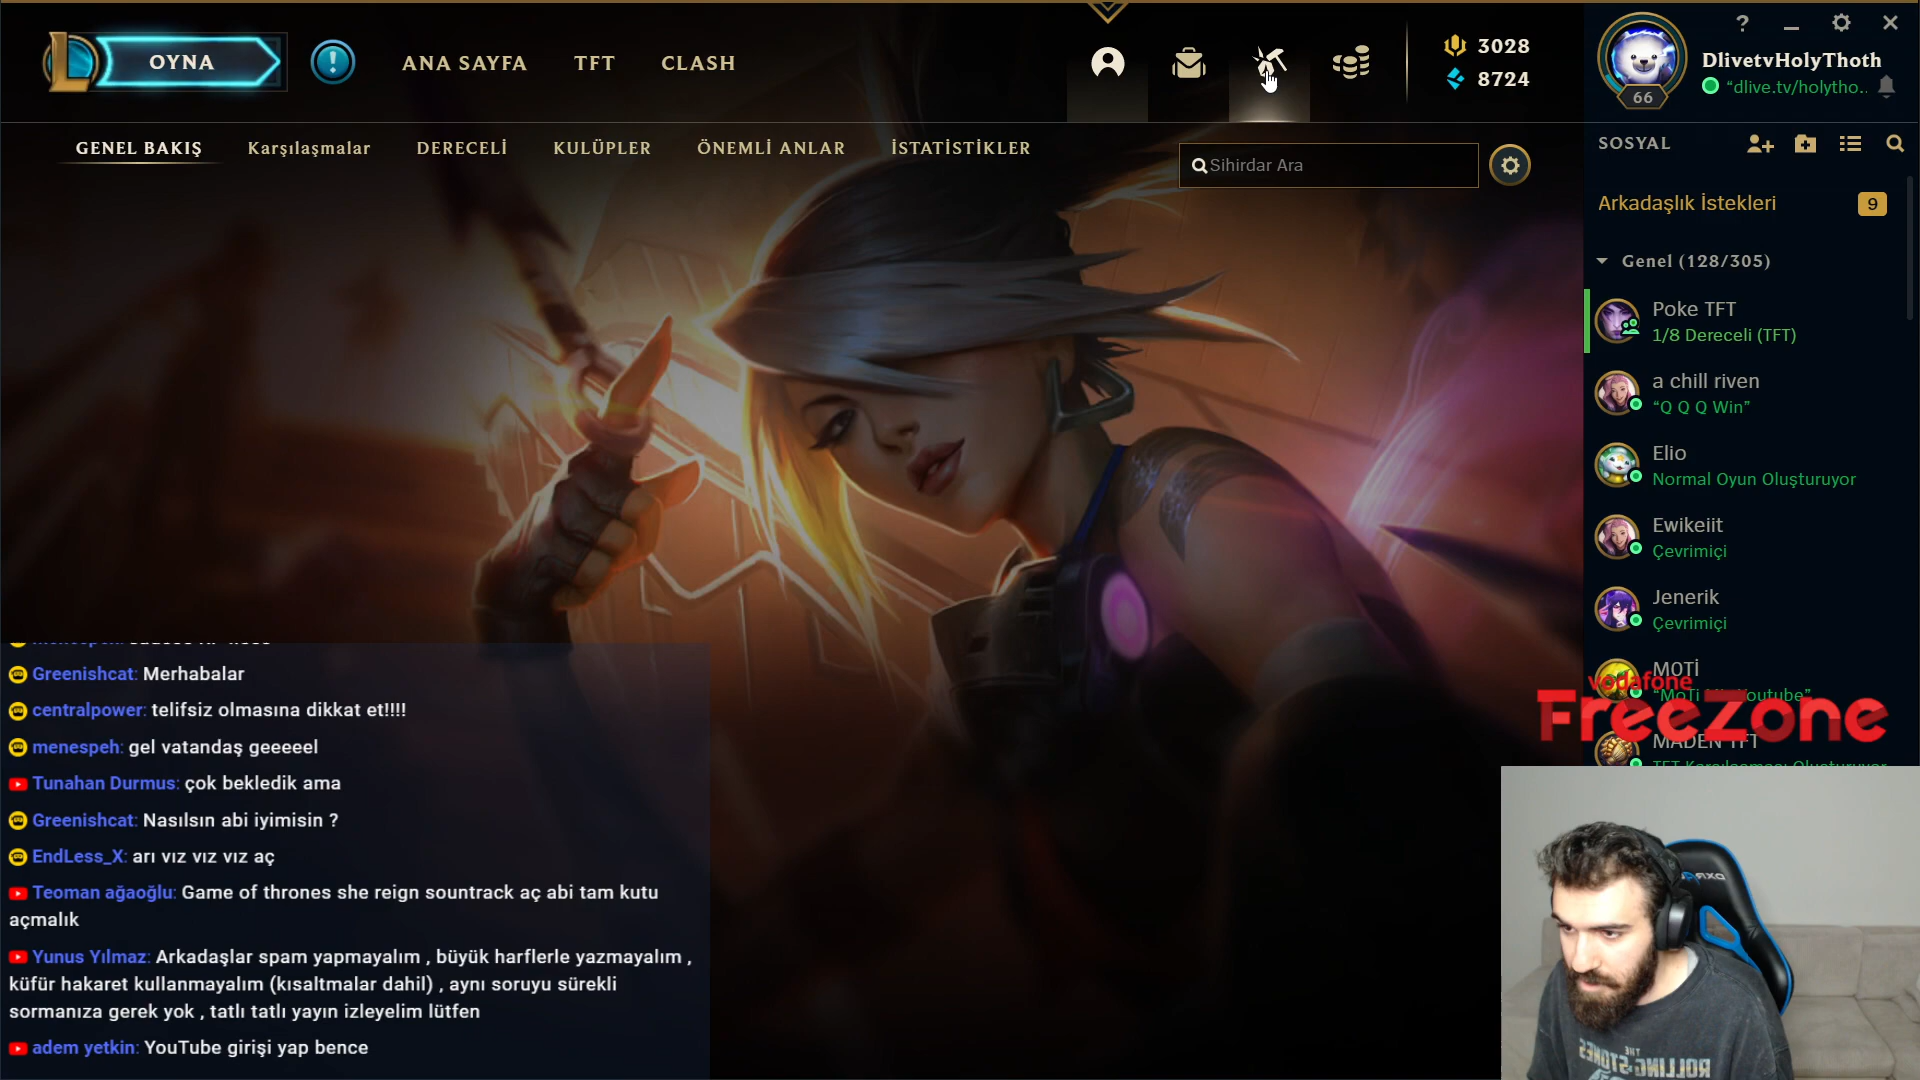 OYNA
ANA SAYFA
TFT
CLASH
3028
8724
66
DlivetvHolyThoth
“dlive.tv/holytho..
GENEL BAKIŞ
Karşılaşmalar
DERECELİ
KULÜPLER
ÖNEMLİ ANLAR
İSTATİSTİKLER
Sihirdar Ara
SOSYAL
Arkadaşlık İstekleri
9
Genel (128/305)
Poke TFT
1/8 Dereceli (TFT)
a chill riven
“Q Q Q Win”
Elio
Normal Oyun Oluşturuyor
Ewikeiit
Çevrimiçi
Jenerik
Çevrimiçi
MOTİ
vodafone
FreeZone
MADEN TFT
Greenishcat: Merhabalar
centralpower: telifsiz olmasına dikkat et!!!!
menespeh: gel vatandaş geeeeel
Tunahan Durmus: çok bekledik ama
Greenishcat: Nasılsın abi iyimisin ?
EndLess_X: arı vız vız vız aç
Teoman ağaoğlu: Game of thrones she reign sountrack aç abi tam kutu
açmalık
Yunus Yılmaz: Arkadaşlar spam yapmayalım , büyük harflerle yazmayalım ,
küfür hakaret kullanmayalım (kısaltmalar dahil) , aynı soruyu sürekli
sormanıza gerek yok , tatlı tatlı yayın izleyelim lütfen
adem yetkin: YouTube girişi yap bence
THE
ROLLING STONES